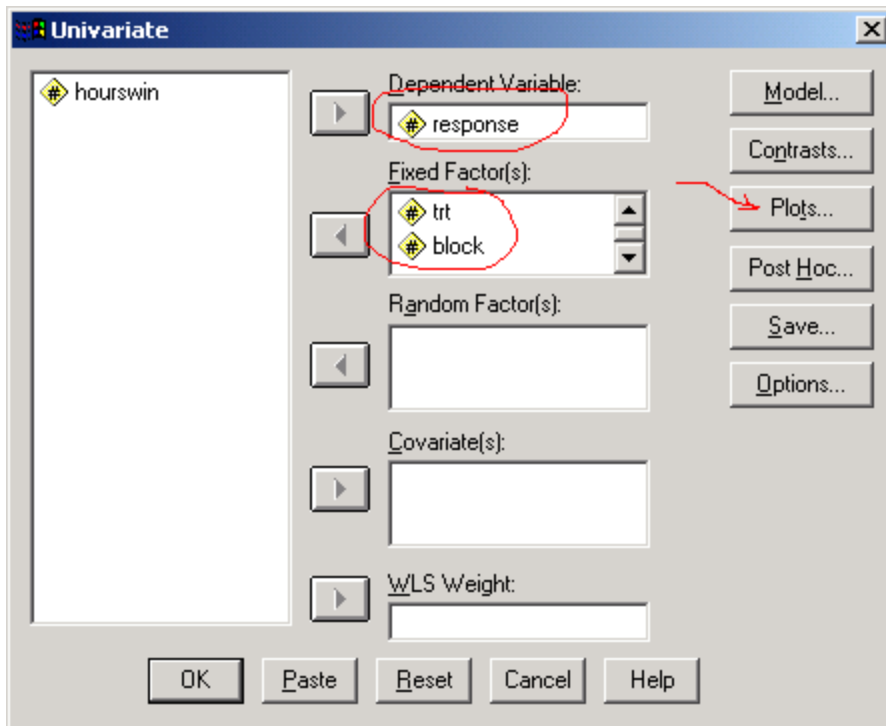 Univariate
hourswin
Dependent Variable:
response
Fixed Factor(s):
trt
block
Random Factor(s):
Covariate(s):
WLS Weight:
Model...
Contrasts...
Plots...
Post Hoc...
Save...
Options...
OK
Paste
Reset
Cancel
Help